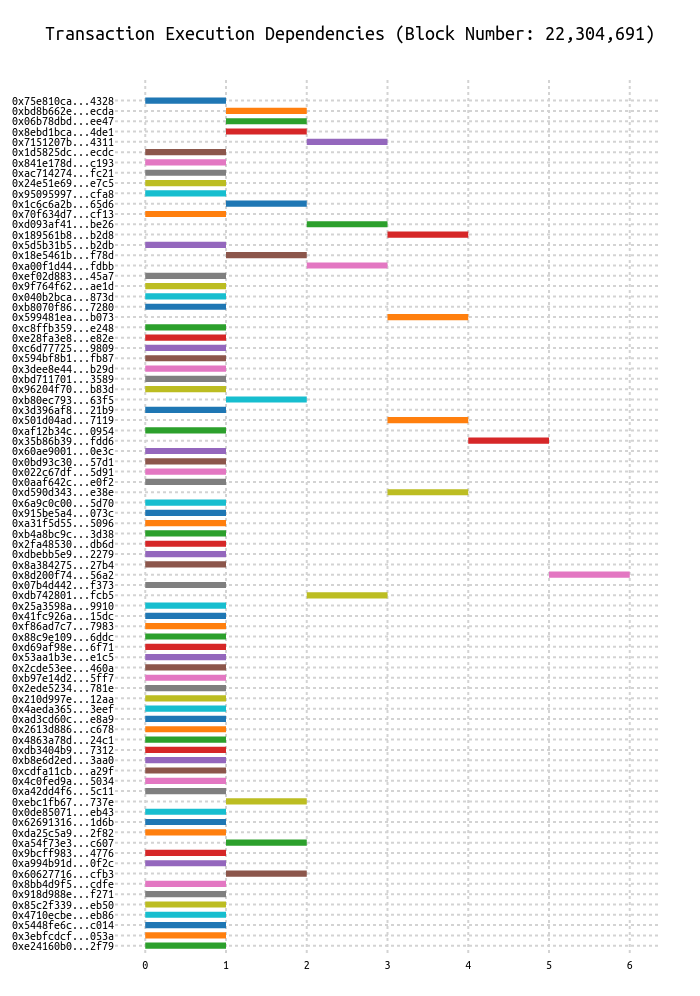 Transaction Execution Dependencies (Block Number: 22,304,691)
0x75e810ca...4328
0xbd8b662e...ecda
0x06b78dbd...ee47
0x8ebd1bca...4de1
0x7151207b...4311
0x1d5825dc...ecdc
0x841e178d...c193
0xac714274...fc21
0x24e51e69...e7c5
0x95095997...cfa8
0x1c6c6a2b...65d6
0x70f634d7...cf13
0xd093af41...be26
0x189561b8...b2d8
0x5d5b31b5...b2db
0x18e5461b...f78d
0xa00f1d44...fdbb
0xef02d883...45a7
0x9f764f62...ae1d
0x040b2bca...873d
0xb8070f86...7280
0x599481ea...b073
0xc8ffb359...e248
0xe28fa3e8...e82e
0xc6d77725...9809
0x594bf8b1...fb87
0x3dee8e44...b29d
0xbd711701...3589
0x96204f70...b83d
0xb80ec793...63f5
0x3d396af8...21b9
0x501d04ad...7119
0xaf12b34c...0954
0x35b86b39...fdd6
0x60ae9001...0e3c
0x0bd93c30...57d1
0x022c67df...5d91
0x0aaf642c...e0f2
0xd590d343...e38e
0x6a9c0c00...5d70
0x915be5a4...073c
0xa31f5d55...5096
0xb4a8bc9c...3d38
0x2fa48530...db6d
0xdbebb5e9...2279
0x8a384275...27b4
0x8d200f74...56a2
0x07b4d442...f373
0xdb742801...fcb5
0x25a3598a...9910
0x41fc926a...15dc
0xf86ad7c7...7983
0x88c9e109...6ddc
0xd69af98e...6f71
0x53aa1b3e...e1c5
0x2cde53ee...460a
0xb97e14d2...5ff7
0x2ede5234...781e
0x210d997e...12aa
0x4aeda365...3eef
0xad3cd60c...e8a9
0x2613d886...c678
0x4863a78d...24c1
0xdb3404b9...7312
0xb8e6d2ed...3aa0
0xcdfa11cb...a29f
0x4c0fed9a...5034
0xa42dd4f6...5c11
0xebc1fb67...737e
0x0de85071...eb43
0x62691316...1d6b
0xda25c5a9...2f82
0xa54f73e3...c607
0x9bcff983...4776
0xa994b91d...0f2c
0x60627716...cfb3
0x8bb4d9f5...cdfe
0x918d988e...f271
0x85c2f339...eb50
0x4710ecbe...eb86
0x5448fe6c...c014
0x3ebfcdcf...053a
0xe24160b0...2f79
0 1 2 3 4 5 6